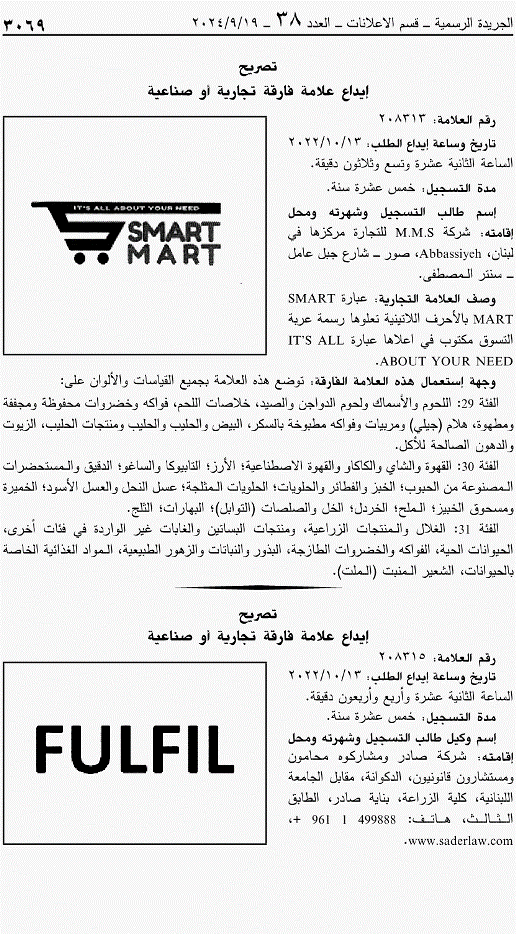 الجريدة الرسمية ــ قسم الاعلانات ــ العدد ٣٨ ــ ٢٠٢٤/٩/١٩
٣٠٦٩
تصريح
إيداع علامة فارقة تجارية أو صناعية
رقم العلامة: ٢٠٨٣١٣
تاريخ وساعة إيداع الطلب: ٢٠٢٢/١٠/١٣
الساعة الثانية عشرة وتسع وثلاثون دقيقة.
مدة التسجيل: خمس عشرة سنة.
إسم طالب التسجيل وشهرته ومحل
إقامته: شركة M.M.S للتجارة مركزها في
لبنان، Abbassiyeh، صور ــ شارع جبل عامل
ــ سنتر المصطفى.
وصف العلامة التجارية: عبارة SMART
MART بالأحرف اللاتينية تعلوها رسمة عربة
التسوق مكتوب في اعلاها عبارة IT'S ALL
ABOUT YOUR NEED.
IT'S ALL ABOUT YOUR NEED
SMART
MART
وجهة إستعمال هذه العلامة الفارقة: توضع هذه العلامة بجميع القياسات والألوان على:
الفئة 29: اللحوم والأسماك ولحوم الدواجن والصيد، خلاصات اللحم، فواكه وخضروات محفوظة ومجففة
ومطهوة، هلام (جيلي) ومربيات وفواكه مطبوخة بالسكر، البيض والحليب والحليب ومنتجات الحليب، الزيوت
والدهون الصالحة للأكل.
الفئة 30: القهوة والشاي والكاكاو والقهوة الاصطناعية؛ الأرز؛ التابيوكا والساغو؛ الدقيق والمستحضرات
المصنوعة من الحبوب؛ الخبز والفطائر والحلويات؛ الحلويات المثلجة؛ عسل النحل والعسل الأسود؛ الخميرة
ومسحوق الخبيز؛ الملح؛ الخردل؛ الخل والصلصات (التوابل)؛ البهارات؛ الثلج.
الفئة 31: الغلال والمنتجات الزراعية، ومنتجات البساتين والغابات غير الواردة في فئات أخرى،
الحيوانات الحية، الفواكه والخضروات الطازجة، البذور والنباتات والزهور الطبيعية، المواد الغذائية الخاصة
بالحيوانات، الشعير المنبت (الملت).
تصريح
إيداع علامة فارقة تجارية أو صناعية
رقم العلامة: ٢٠٨٣١٥
تاريخ وساعة إيداع الطلب: ٢٠٢٢/١٠/١٣
الساعة الثانية عشرة وأربع وأربعون دقيقة.
مدة التسجيل: خمس عشرة سنة.
إسم وكيل طالب التسجيل وشهرته ومحل
إقامته: شركة صادر ومشاركوه محامون
ومستشارون قانونيون، الدكوانة، مقابل الجامعة
اللبنانية، كلية الزراعة، بناية صادر، الطابق
الثالث، هاتف: 499888 1 961 +،
www.saderlaw.com.
FULFIL